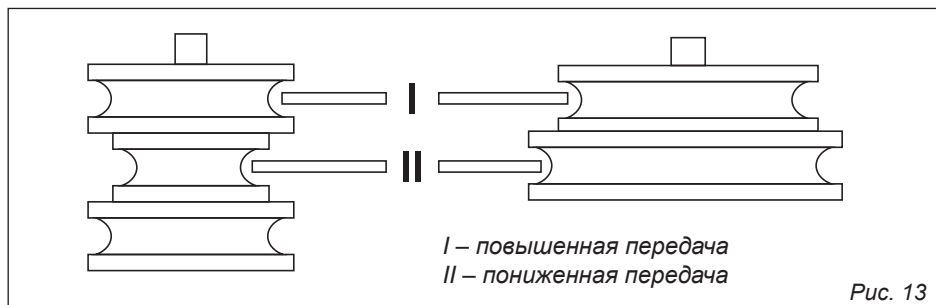 I
II
I – повышенная передача
II – пониженная передача
Рис. 13